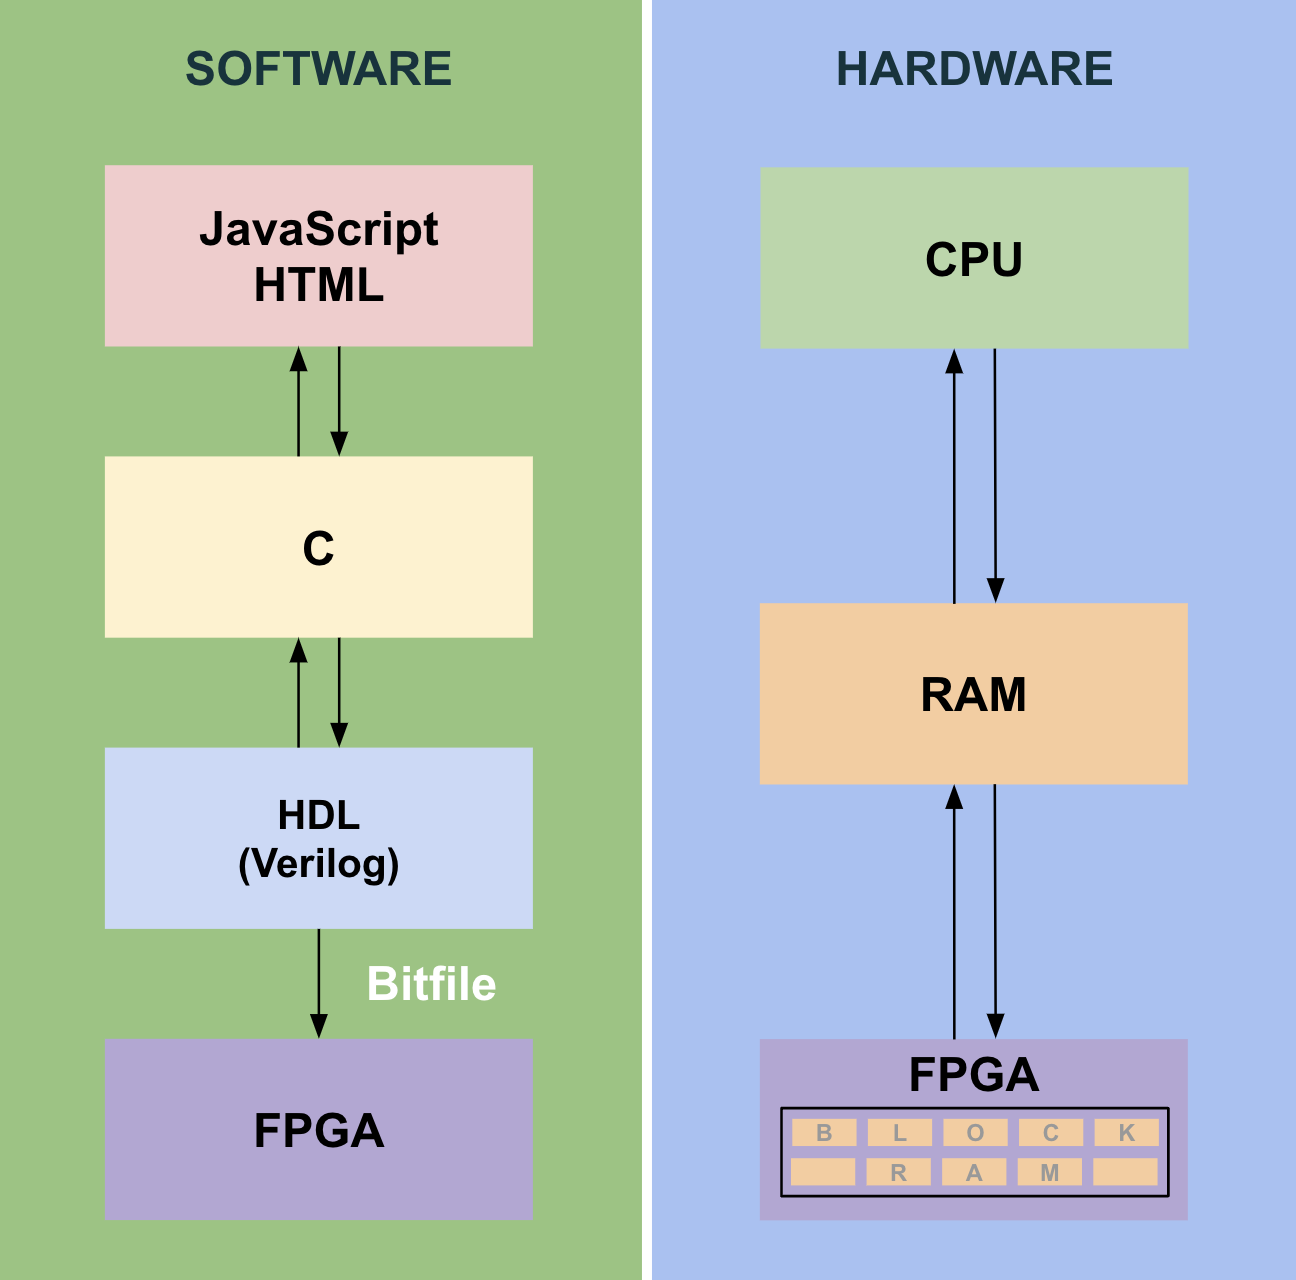 SOFTWARE
JavaScript
HTML
C
HDL
(Verilog)
Bitfile
FPGA
HARDWARE
CPU
RAM
FPGA
B L O C K
R A M